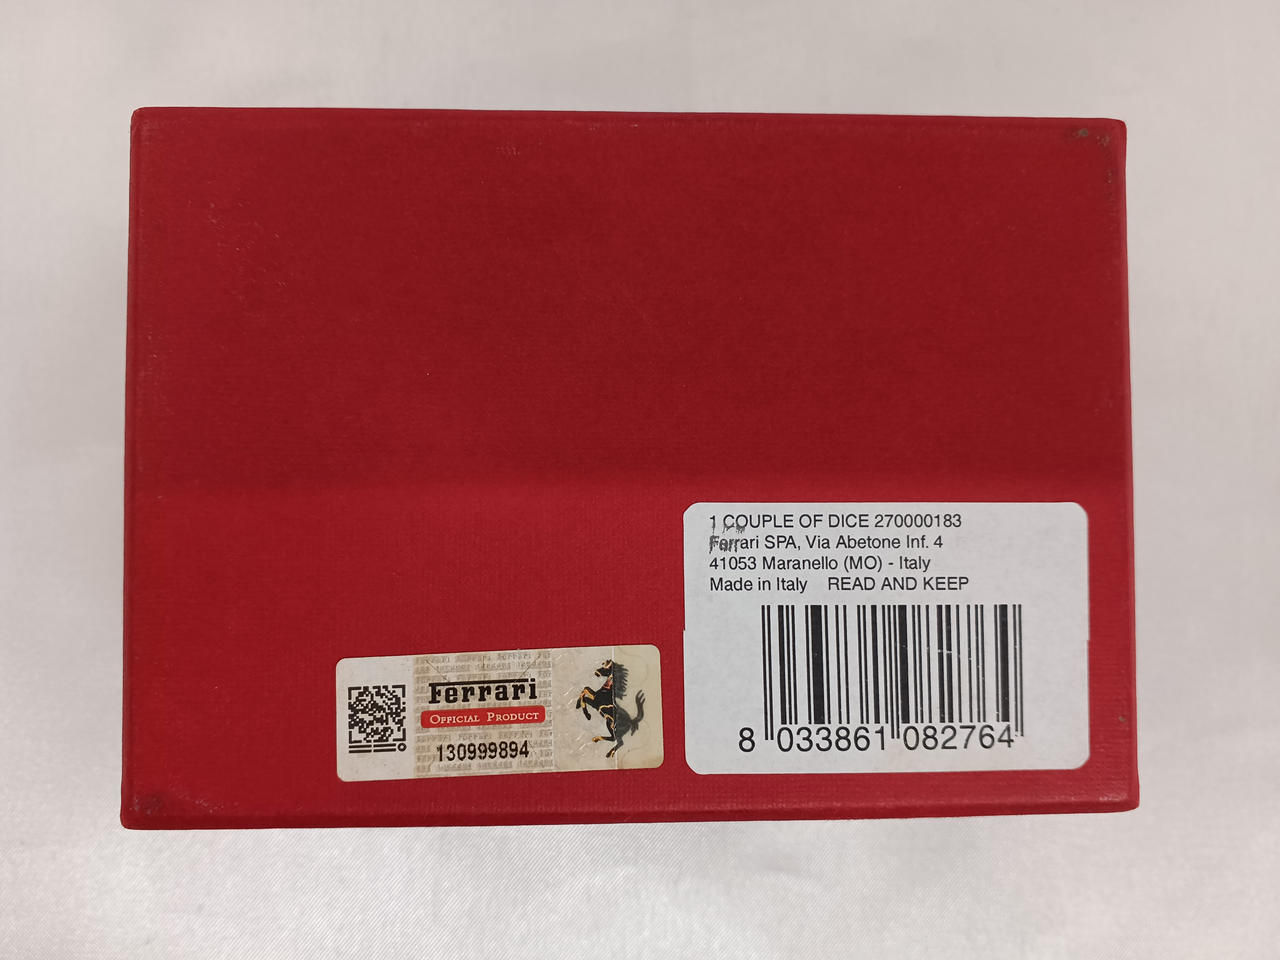 1 COUPLE OF DICE 270000183
Ferrari SPA, Via Abetone Inf. 4
41053 Maranello (MO) - Italy
Made in Italy READ AND KEEP
8 033861 082764
Ferrari
OFFICIAL PRODUCT
130999894